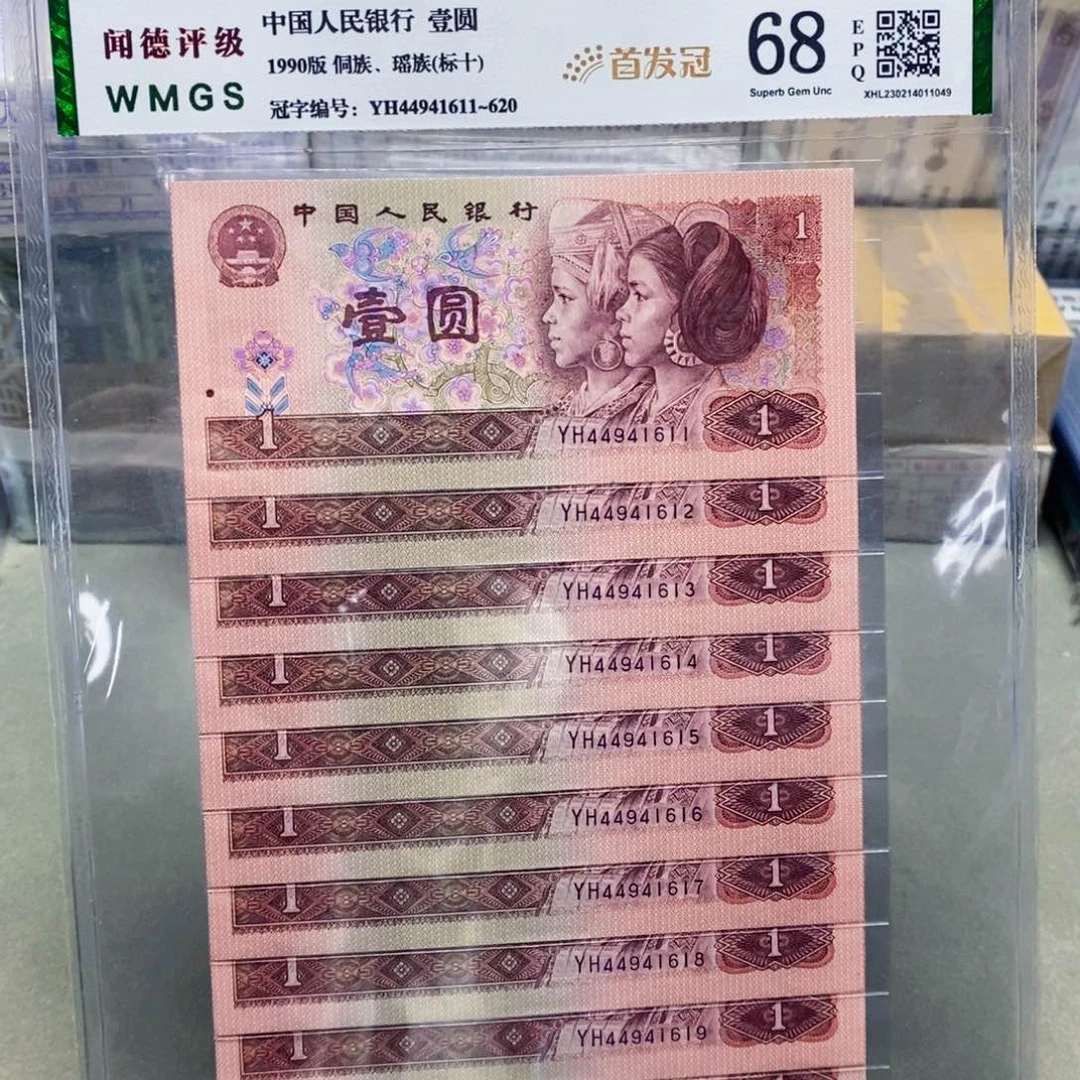 闻德评级
WMGS
中国人民银行 壹圆
1990版 侗族、瑶族(标十)
冠字编号：YH44941611~620
首发冠
68
EPQ
Superb Gem Unc
XHL230214011049
中国人民银行
1
壹圆
1
YH44941611
1
1
YH44941612
1
1
YH44941613
1
1
YH44941614
1
1
YH44941615
1
1
YH44941616
1
1
YH44941617
1
1
YH44941618
1
1
YH44941619
1